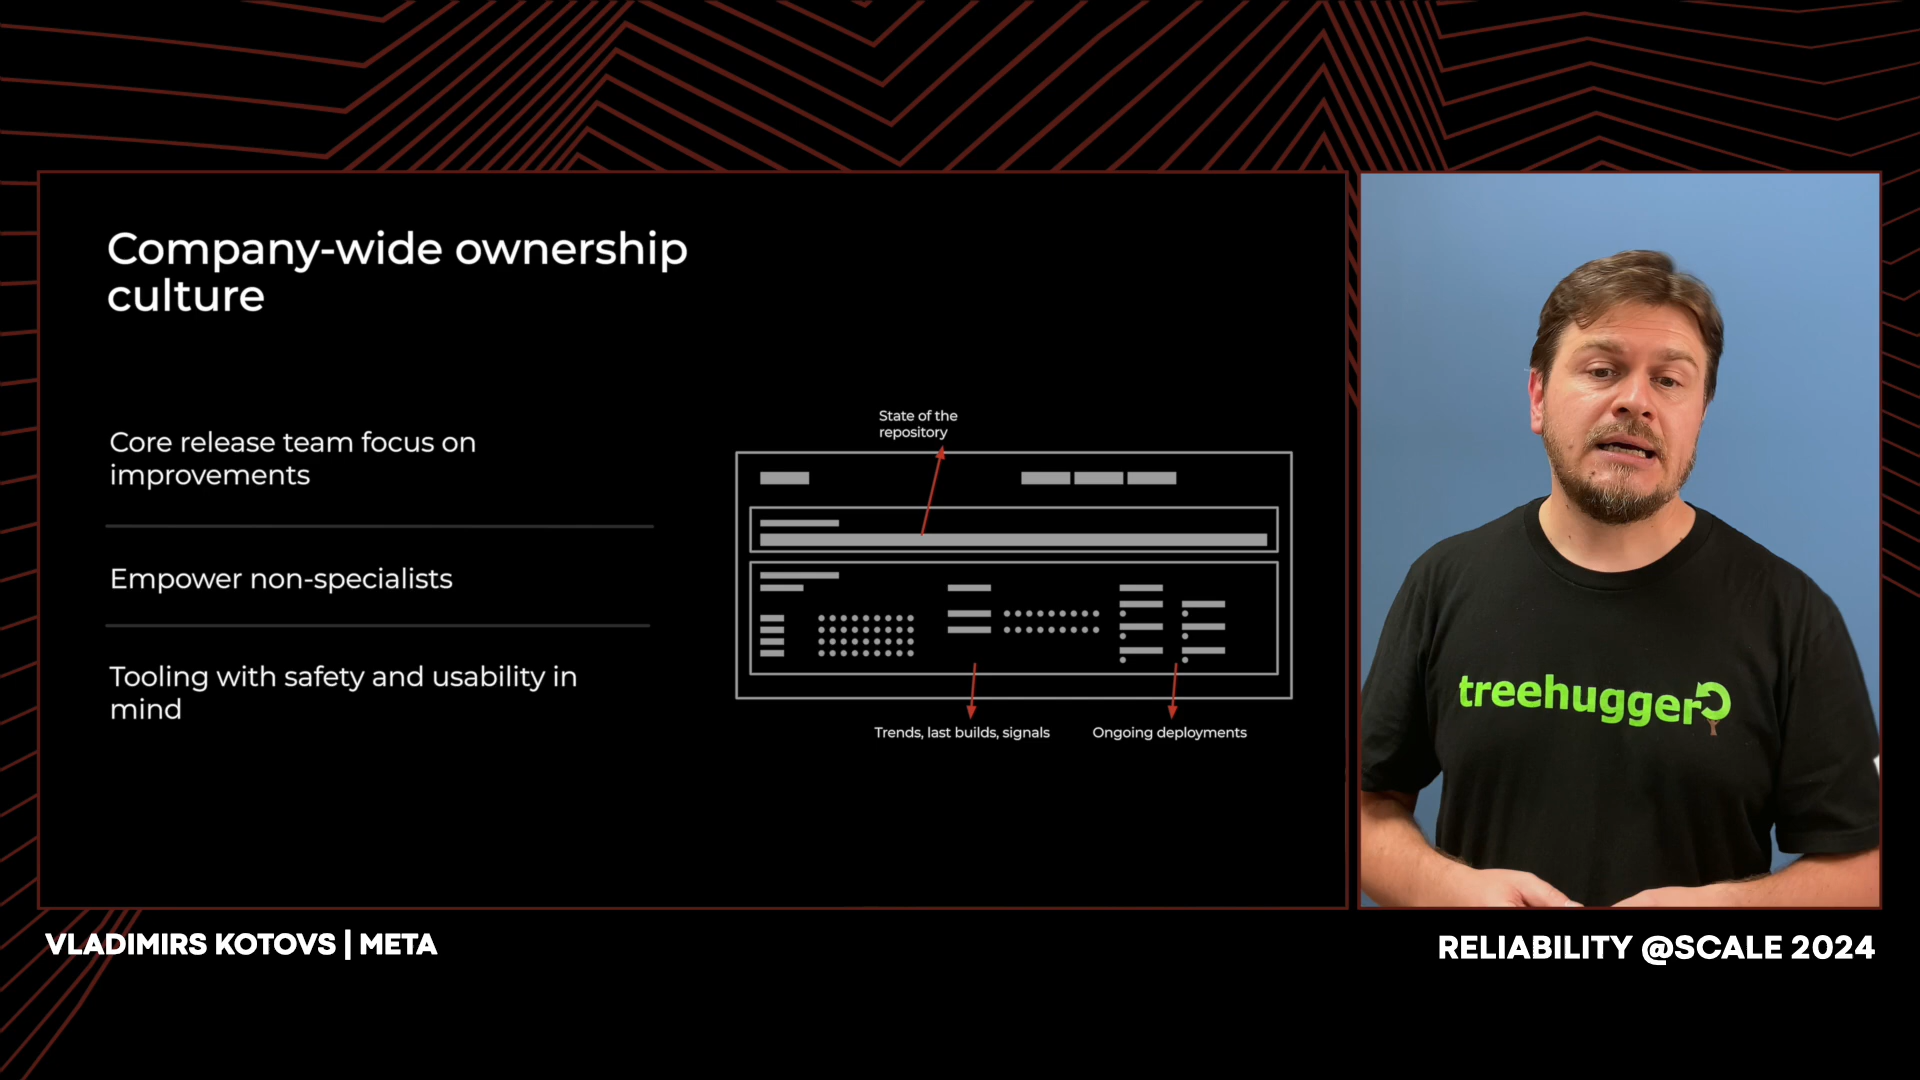 Company-wide ownership
culture
Core release team focus on
improvements
Empower non-specialists
Tooling with safety and usability in
mind
State of the
repository
Trends, last builds, signals
Ongoing deployments
treehugger
VLADIMIRS KOTOVS | META
RELIABILITY @SCALE 2024